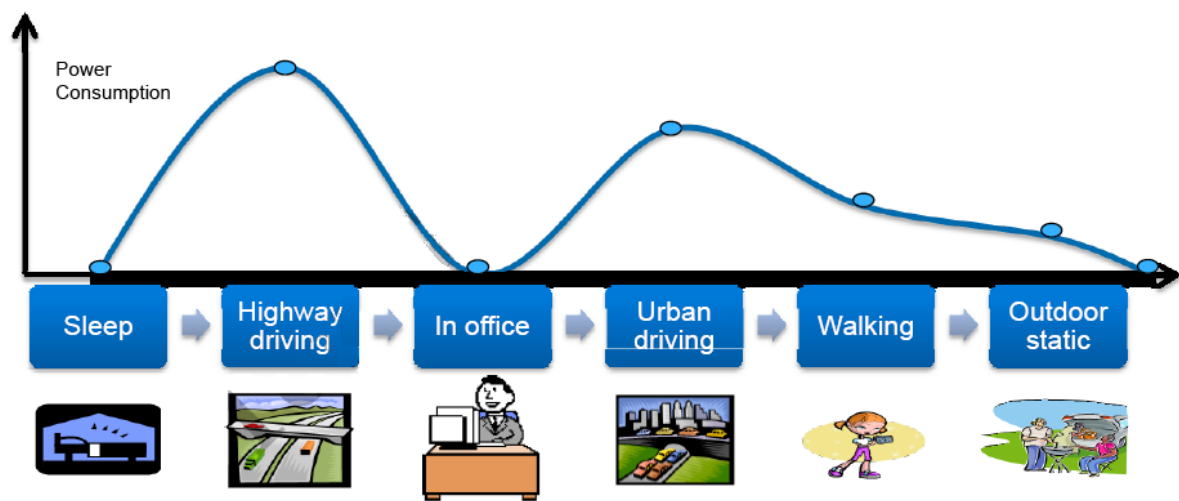 Power
Consumption
Sleep
Highway
driving
In office
Urban
driving
Walking
Outdoor
static